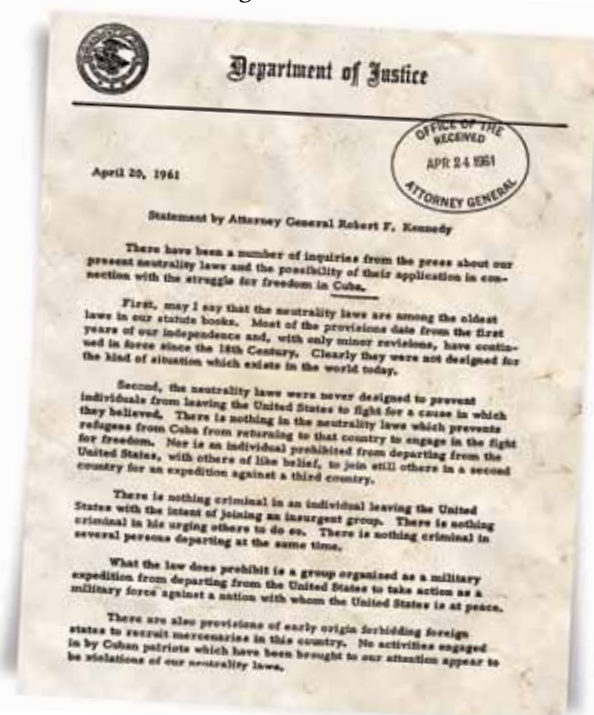 Department of Justice
OFFICE OF THE
RECEIVED
APR 24 1961
ATTORNEY GENERAL
April 20, 1961
Statement by Attorney General Robert F. Kennedy
There have been a number of inquiries from the press about our
present neutrality laws and the possibility of their application in con-
nection with the struggle for freedom in Cuba.
First, may I say that the neutrality laws are among the oldest
laws in our statute books. Most of the provisions date from the first
years of our independence and, with only minor revisions, have contin-
ued in force since the 18th Century. Clearly they were not designed for
the kind of situation which exists in the world today.
Second, the neutrality laws were never designed to prevent
individuals from leaving the United States to fight for a cause in which
they believed. There is nothing in the neutrality laws which prevents
refugees from Cuba from returning to that country to engage in the fight
for freedom. Nor is an individual prohibited from departing from the
United States, with others of like belief, to join still others in a second
country for an expedition against a third country.
There is nothing criminal in an individual leaving the United
States with the intent of joining an insurgent group. There is nothing
criminal in his urging others to do so. There is nothing criminal in
several persons departing at the same time.
What the law does prohibit is a group organized as a military
expedition from departing from the United States to take action as a
military force against a nation with whom the United States is at peace.
There are also provisions of early origin forbidding foreign
states to recruit mercenaries in this country. No activities engaged
in by Cuban patriots which have been brought to our attention appear to
be violations of our neutrality laws.